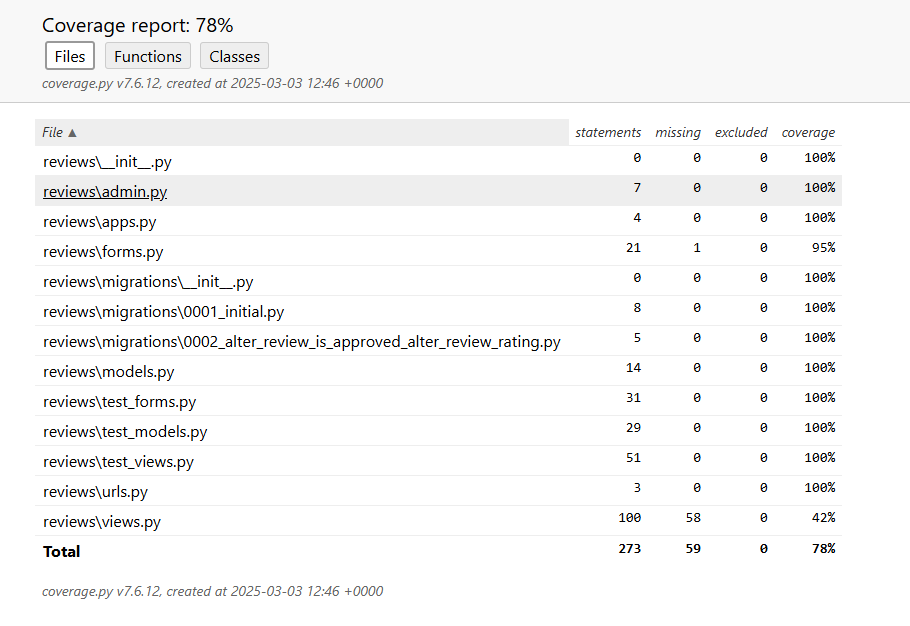 Coverage report: 78%
Files Functions Classes
coverage.py v7.6.12, created at 2025-03-03 12:46 +0000
File ▲ statements missing excluded coverage
reviews\__init__.py 0 0 0 100%
reviews\admin.py 7 0 0 100%
reviews\apps.py 4 0 0 100%
reviews\forms.py 21 1 0 95%
reviews\migrations\__init__.py 0 0 0 100%
reviews\migrations\0001_initial.py 8 0 0 100%
reviews\migrations\0002_alter_review_is_approved_alter_review_rating.py 5 0 0 100%
reviews\models.py 14 0 0 100%
reviews\test_forms.py 31 0 0 100%
reviews\test_models.py 29 0 0 100%
reviews\test_views.py 51 0 0 100%
reviews\urls.py 3 0 0 100%
reviews\views.py 100 58 0 42%
Total 273 59 0 78%
coverage.py v7.6.12, created at 2025-03-03 12:46 +0000